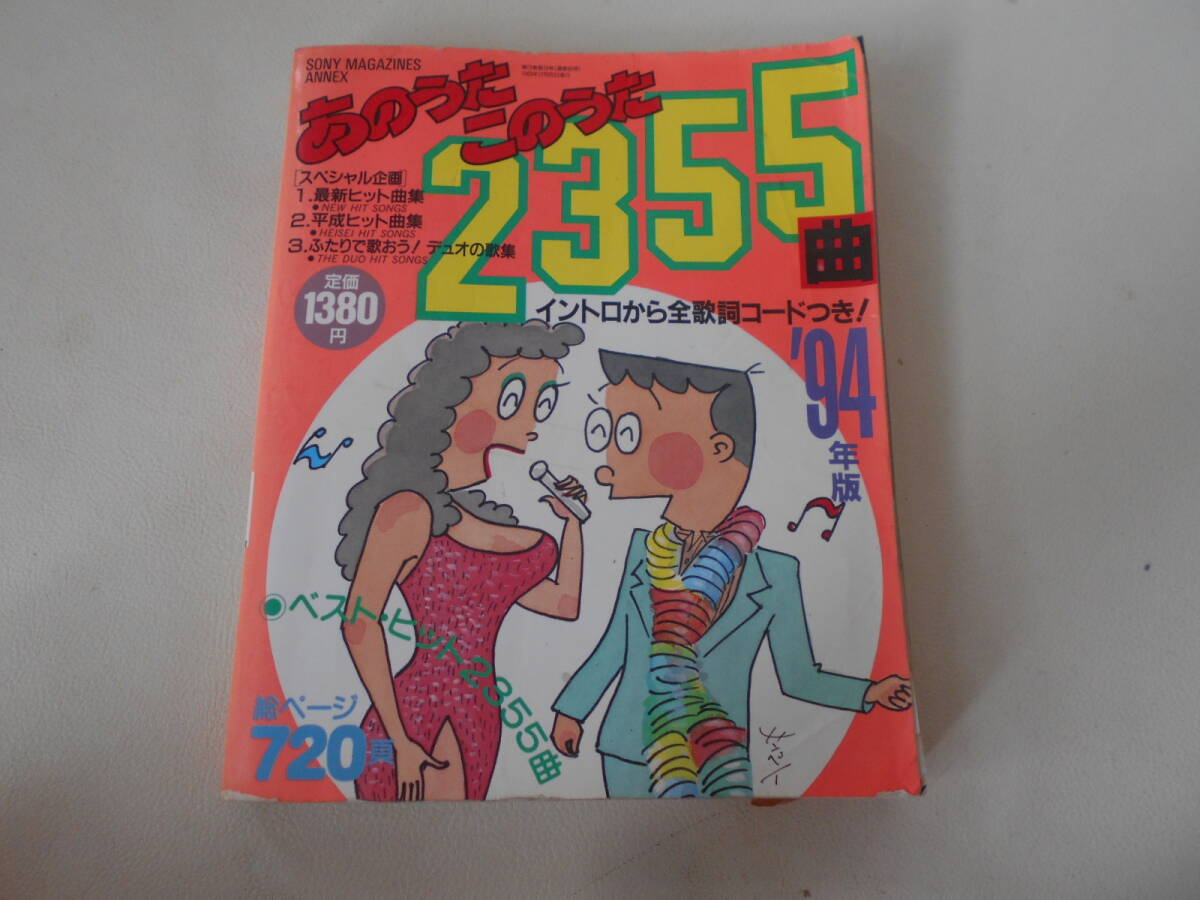 SONY MAGAZINES
ANNEX
あのうた
このうた
2355
曲
[スペシャル企画]
1.最新ヒット曲集
●NEW HIT SONGS
2.平成ヒット曲集
●HEISEI HIT SONGS
3.ふたりで歌おう!デュオの歌集
●THE DUO HIT SONGS
定価
1380
円
イントロから全歌詞コードつき!
'94
年版
●ベスト・ヒット2355曲
総ページ
720頁